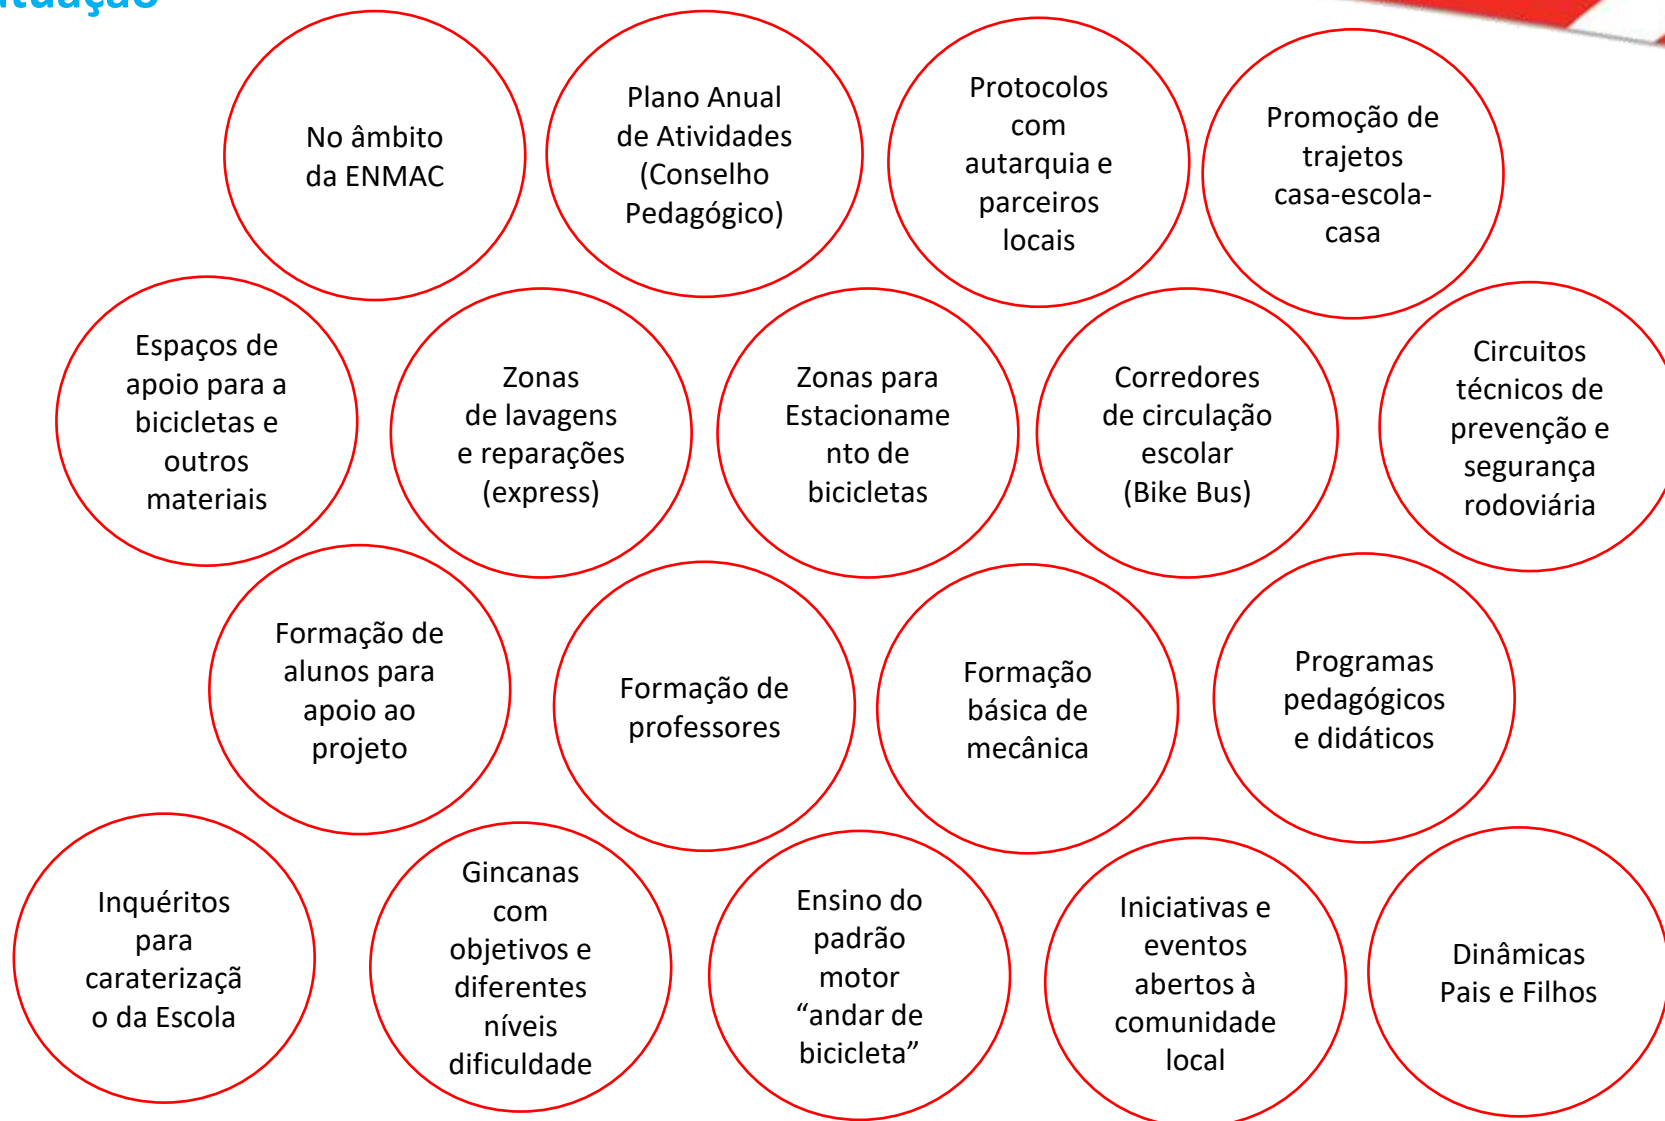 atuação
No âmbito
da ENMAC
Plano Anual
de Atividades
(Conselho
Pedagógico)
Protocolos
com
autarquia e
parceiros
locais
Promoção de
trajetos
casa-escola-
casa
Espaços de
apoio para a
bicicletas e
outros
materiais
Zonas
de lavagens
e reparações
(express)
Zonas para
Estacioname
nto de
bicicletas
Corredores
de circulação
escolar
(Bike Bus)
Circuitos
técnicos de
prevenção e
segurança
rodoviária
Formação de
alunos para
apoio ao
projeto
Formação de
professores
Formação
básica de
mecânica
Programas
pedagógicos
e didáticos
Inquéritos
para
caraterizaçã
o da Escola
Gincanas
com
objetivos e
diferentes
níveis
dificuldade
Ensino do
padrão
motor
“andar de
bicicleta”
Iniciativas e
eventos
abertos à
comunidade
local
Dinâmicas
Pais e Filhos